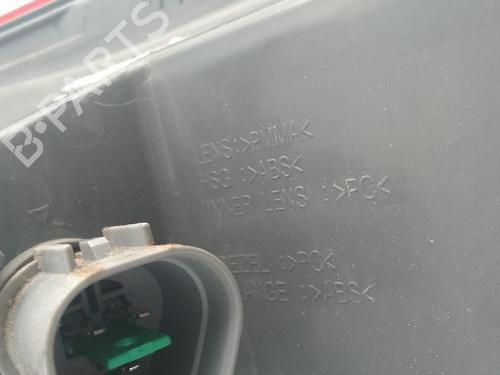 B-PARTS
LENS:>PMMA<
HSG :>ABS<
INNER LENS :>PC<
BEZEL :>PC<
FLANGE :>ABS<